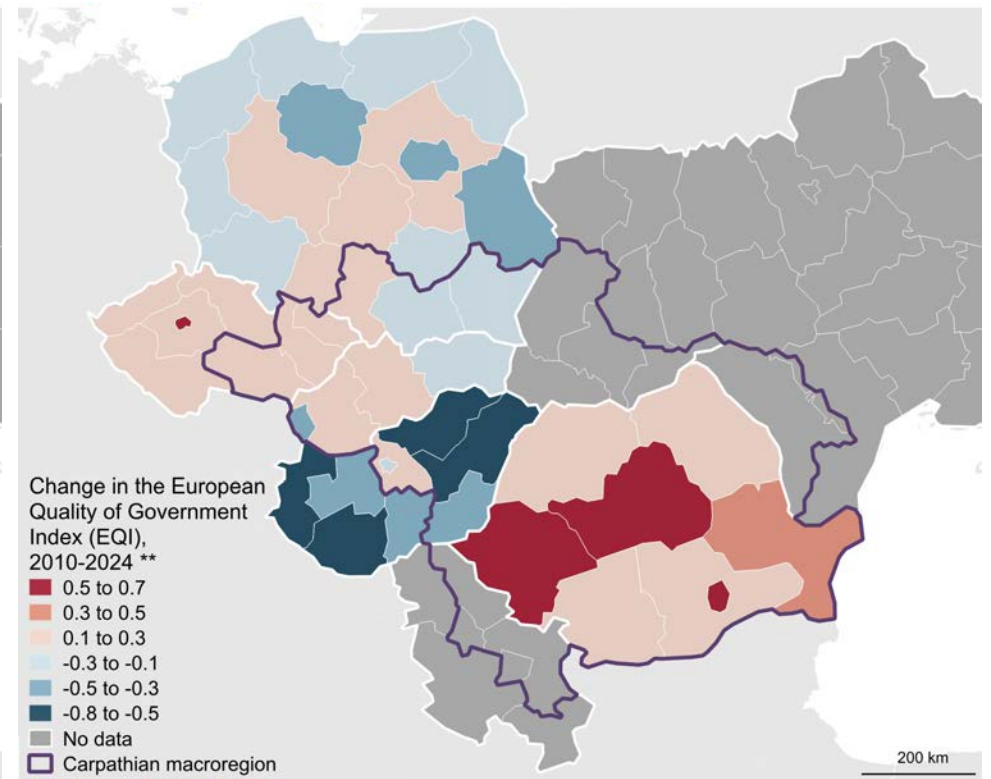 Change in the European
Quality of Government
Index (EQI),
2010-2024 **
0.5 to 0.7
0.3 to 0.5
0.1 to 0.3
-0.3 to -0.1
-0.5 to -0.3
-0.8 to -0.5
No data
Carpathian macroregion
200 km